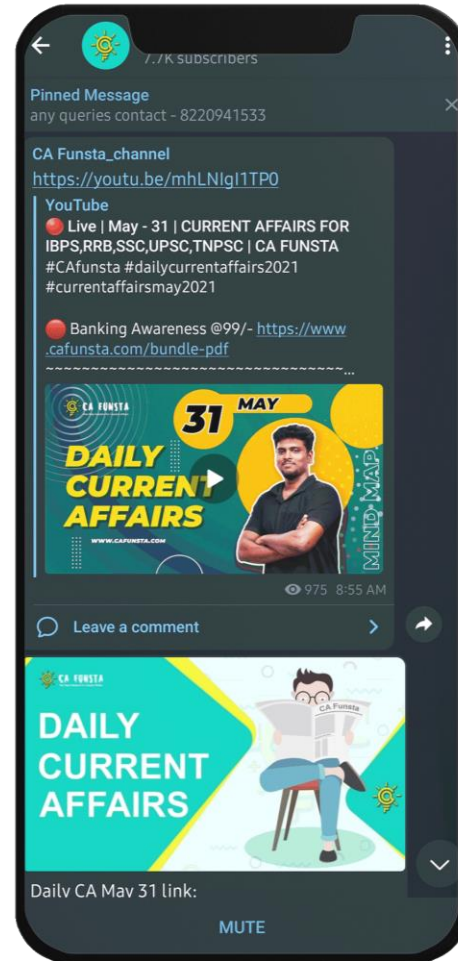 7.7K subscribers
Pinned Message
any queries contact - 8220941533
CA Funsta_channel
https://youtu.be/mhLNIgI1TP0
YouTube
🔴 Live | May - 31 | CURRENT AFFAIRS FOR
IBPS,RRB,SSC,UPSC,TNPSC | CA FUNSTA
#CAfunsta #dailycurrentaffairs2021
#currentaffairsmay2021
🔴 Banking Awareness @99/- https://www
.cafunsta.com/bundle-pdf
~~~~~~~~~~~~~~~~~~~~~~~~~~~~~~~~~...
CA FUNSTA
31 MAY
DAILY
CURRENT
AFFAIRS
WWW.CAFUNSTA.COM
MIND MAP
975 8:55 AM
Leave a comment
CA FUNSTA
CA Funsta
DAILY
CURRENT
AFFAIRS
Daily CA May 31 link:
MUTE